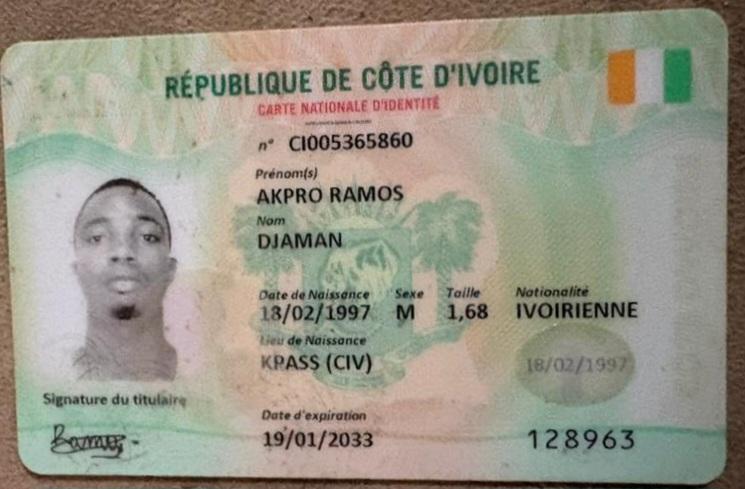 RÉPUBLIQUE DE CÔTE D'IVOIRE
CARTE NATIONALE D'IDENTITÉ
n° CI005365860
Prénom(s)
AKPRO RAMOS
Nom
DJAMAN
Date de Naissance Sexe Taille Nationalité
18/02/1997 M 1,68 IVOIRIENNE
Lieu de Naissance
KPASS (CIV)
18/02/1997
Signature du titulaire
Date d'expiration
19/01/2033
128963